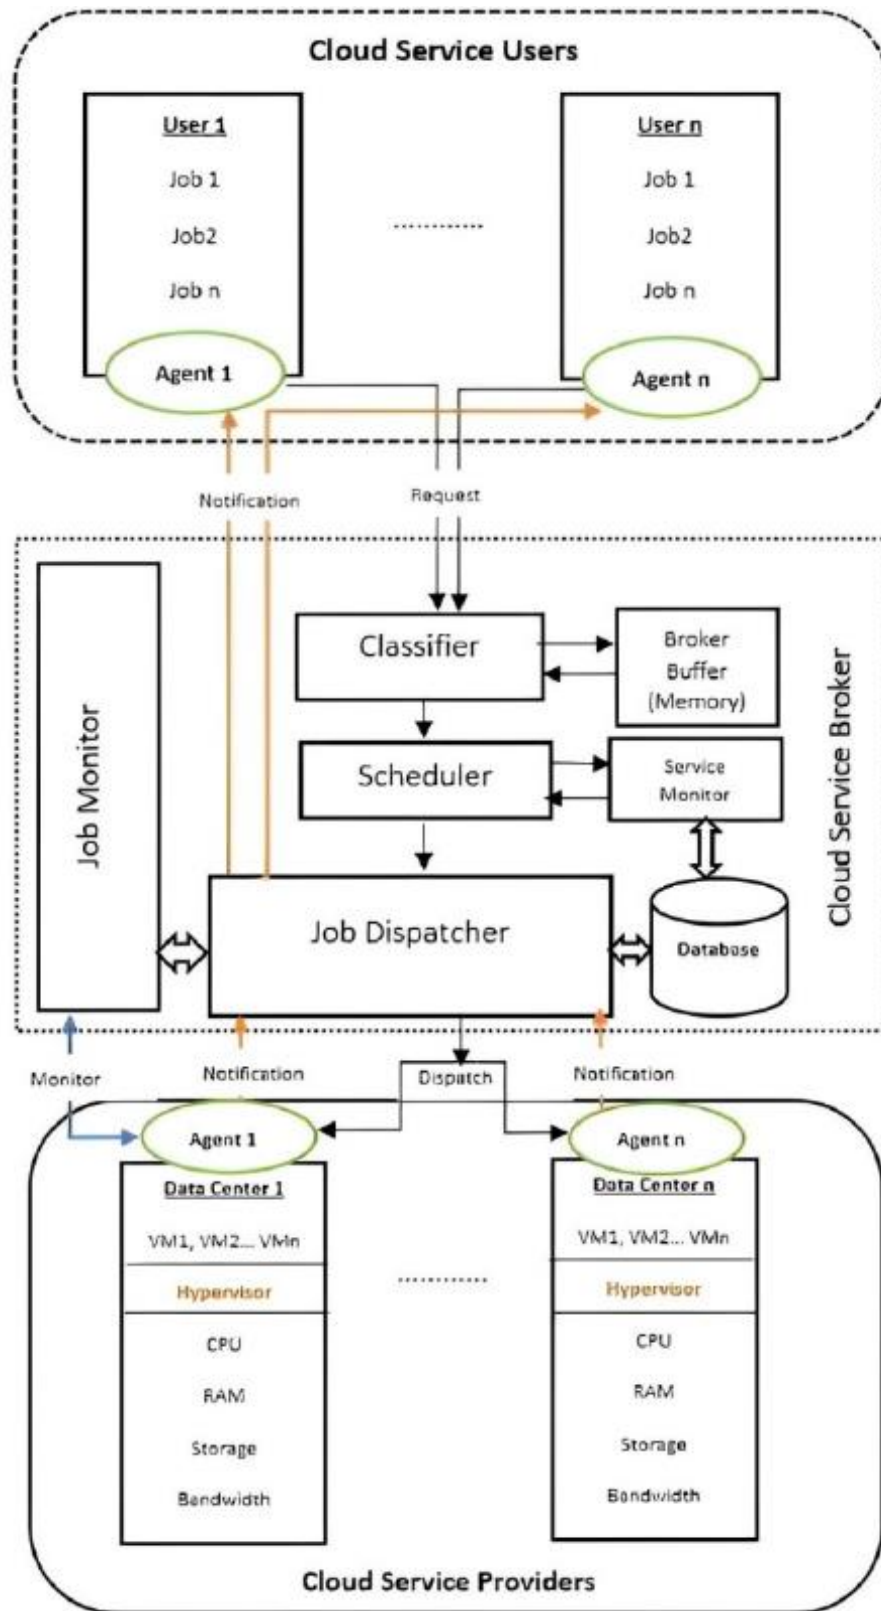 Cloud Service Users
User 1
Job 1
Job2
Job n
Agent 1
User n
Job 1
Job2
Job n
Agent n
..............
Notification
Request
Classifier
Broker
Buffer
(Memory)
Scheduler
Service
Monitor
Job Monitor
Job Dispatcher
Database
Cloud Service Broker
Monitor
Notification
Dispatch
Notification
Agent 1
Data Center 1
VM1, VM2... VMn
Hypervisor
CPU
RAM
Storage
Bandwidth
..............
Agent n
Data Center n
VM1, VM2... VMn
Hypervisor
CPU
RAM
Storage
Bandwidth
Cloud Service Providers